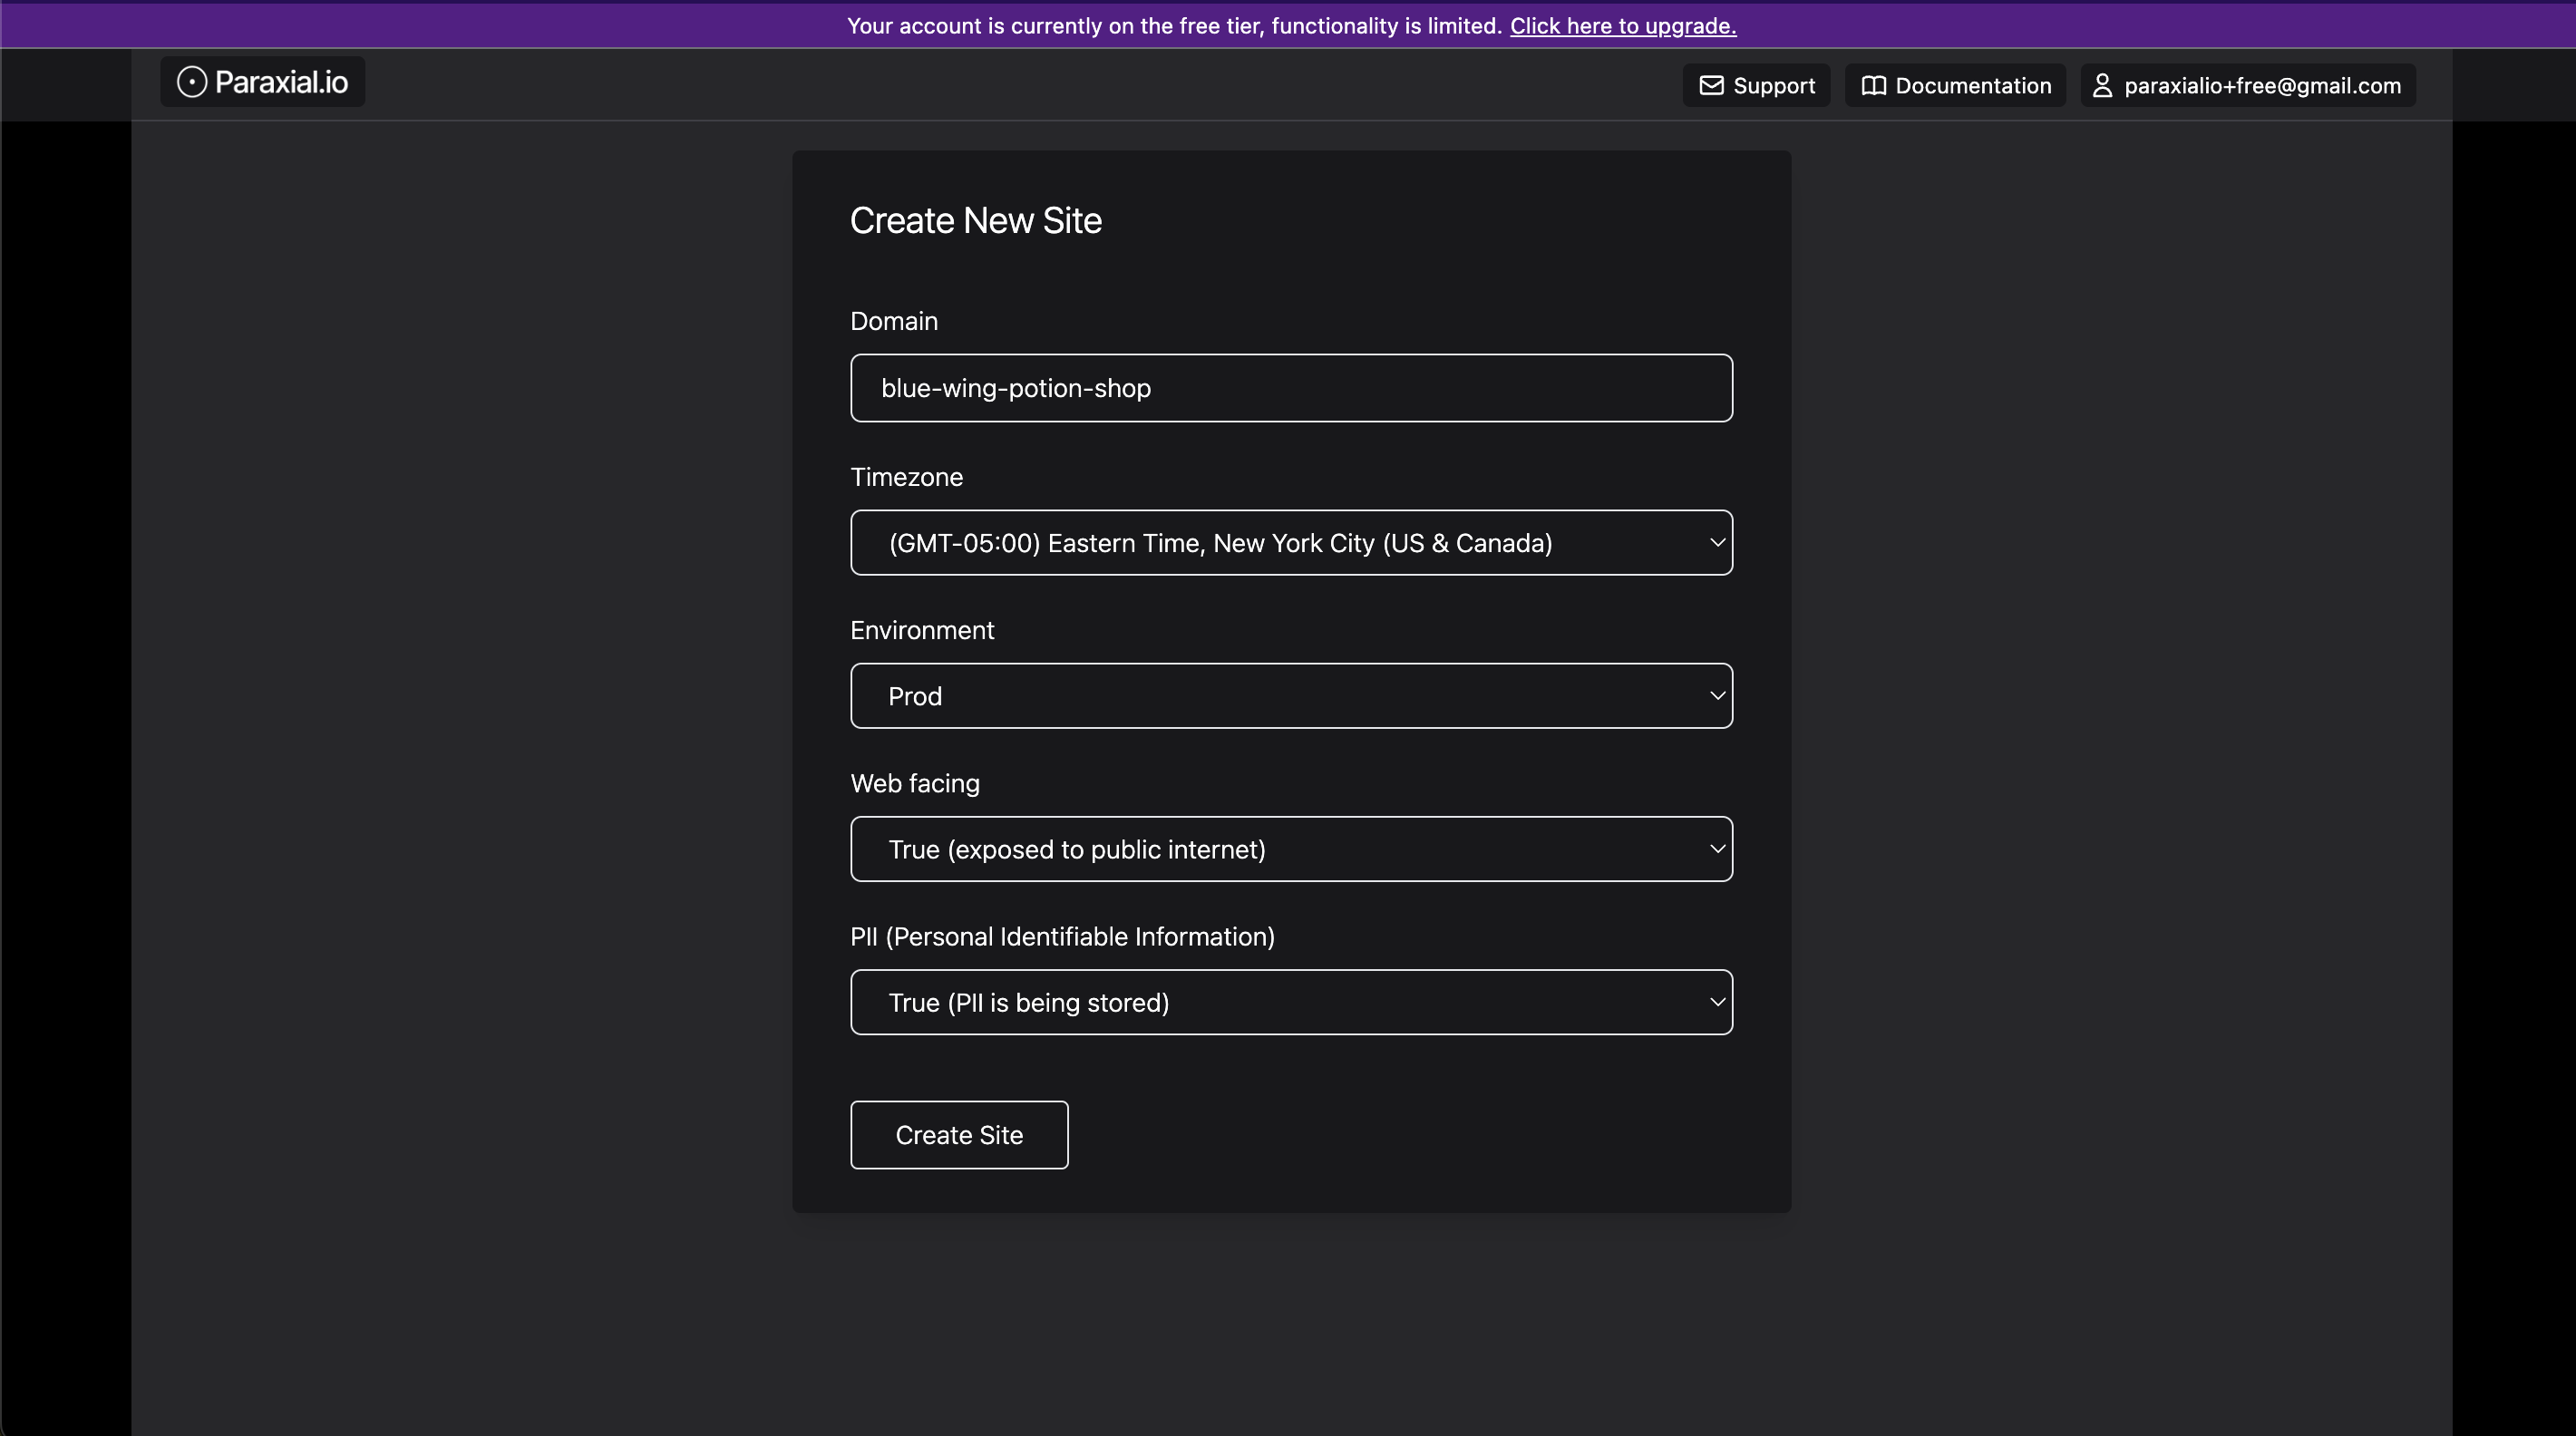 Your account is currently on the free tier, functionality is limited. Click here to upgrade.
Paraxial.io
Support
Documentation
paraxialio+free@gmail.com
Create New Site
Domain
blue-wing-potion-shop
Timezone
(GMT-05:00) Eastern Time, New York City (US & Canada)
Environment
Prod
Web facing
True (exposed to public internet)
PII (Personal Identifiable Information)
True (PII is being stored)
Create Site